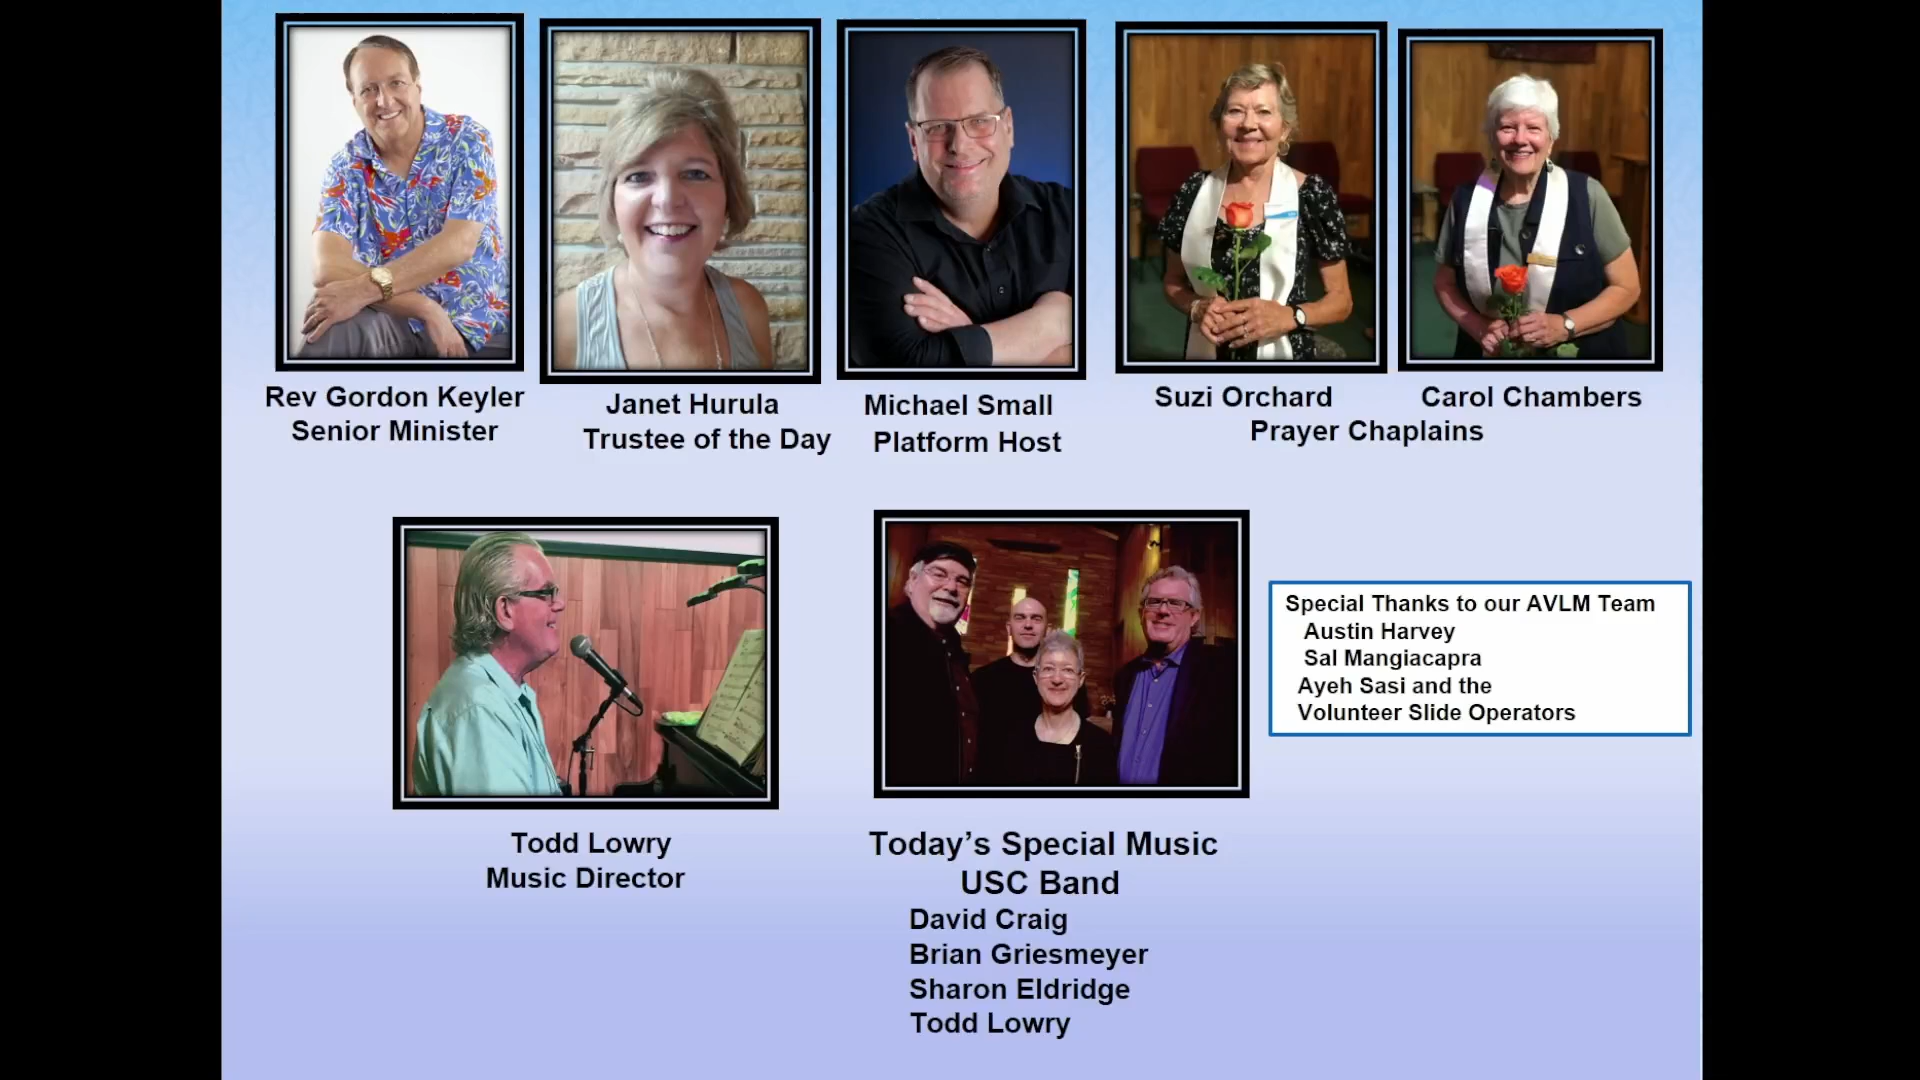 Rev Gordon Keyler
Senior Minister
Janet Hurula
Trustee of the Day
Michael Small
Platform Host
Suzi Orchard
Carol Chambers
Prayer Chaplains
Todd Lowry
Music Director
Today's Special Music
USC Band
David Craig
Brian Griesmeyer
Sharon Eldridge
Todd Lowry
Special Thanks to our AVLM Team
Austin Harvey
Sal Mangiacapra
Ayeh Sasi and the
Volunteer Slide Operators